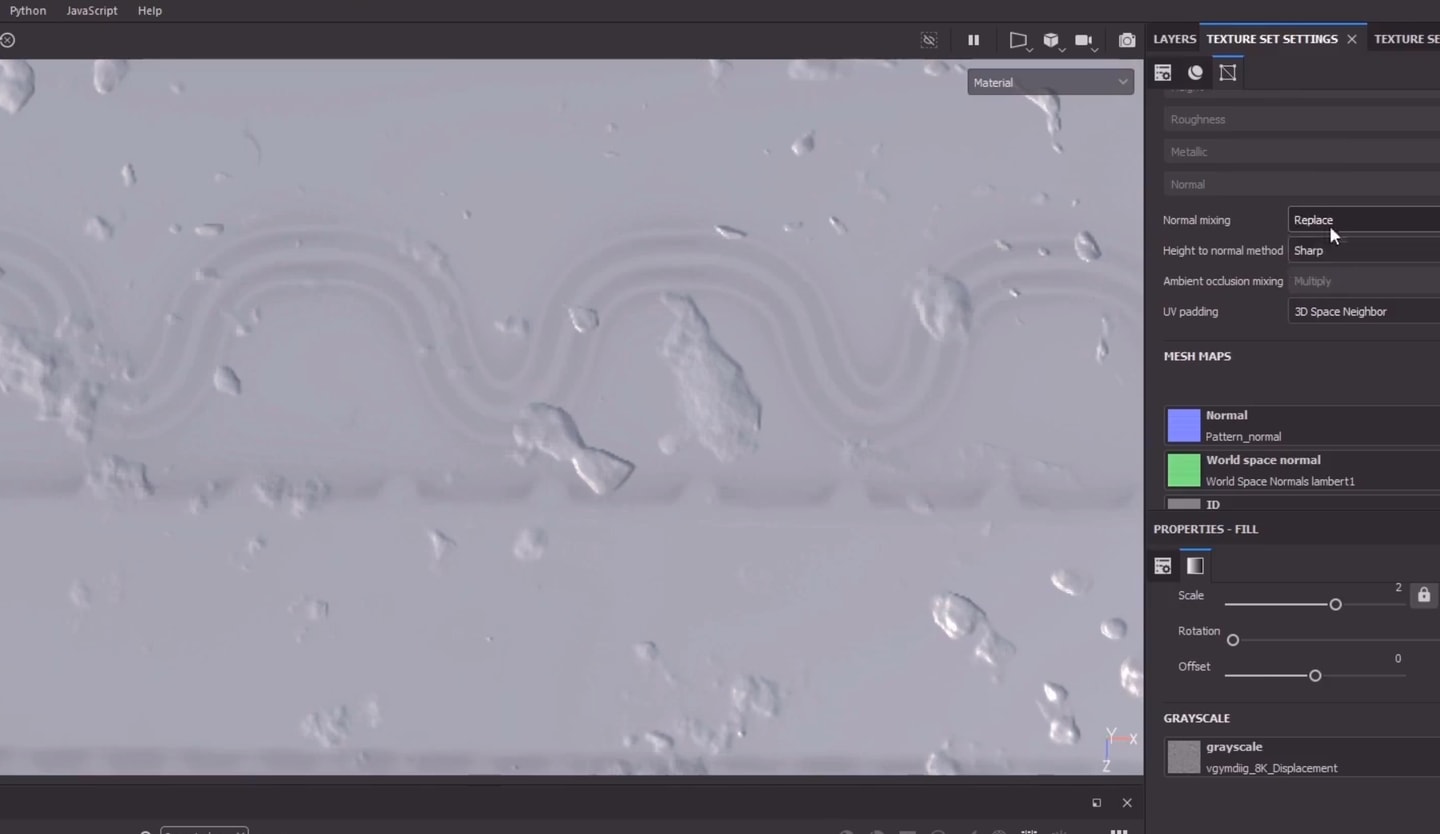 Python JavaScript Help
LAYERS TEXTURE SET SETTINGS TEXTURE SE
Material
Roughness
Metallic
Normal
Normal mixing Replace
Height to normal method Sharp
Ambient occlusion mixing Multiply
UV padding 3D Space Neighbor
MESH MAPS
Normal
Pattern_normal
World space normal
World Space Normals lambert1
ID
PROPERTIES - FILL
Scale 2
Rotation
Offset 0
GRAYSCALE
grayscale
vgymdiig_8K_Displacement
Y X
Z